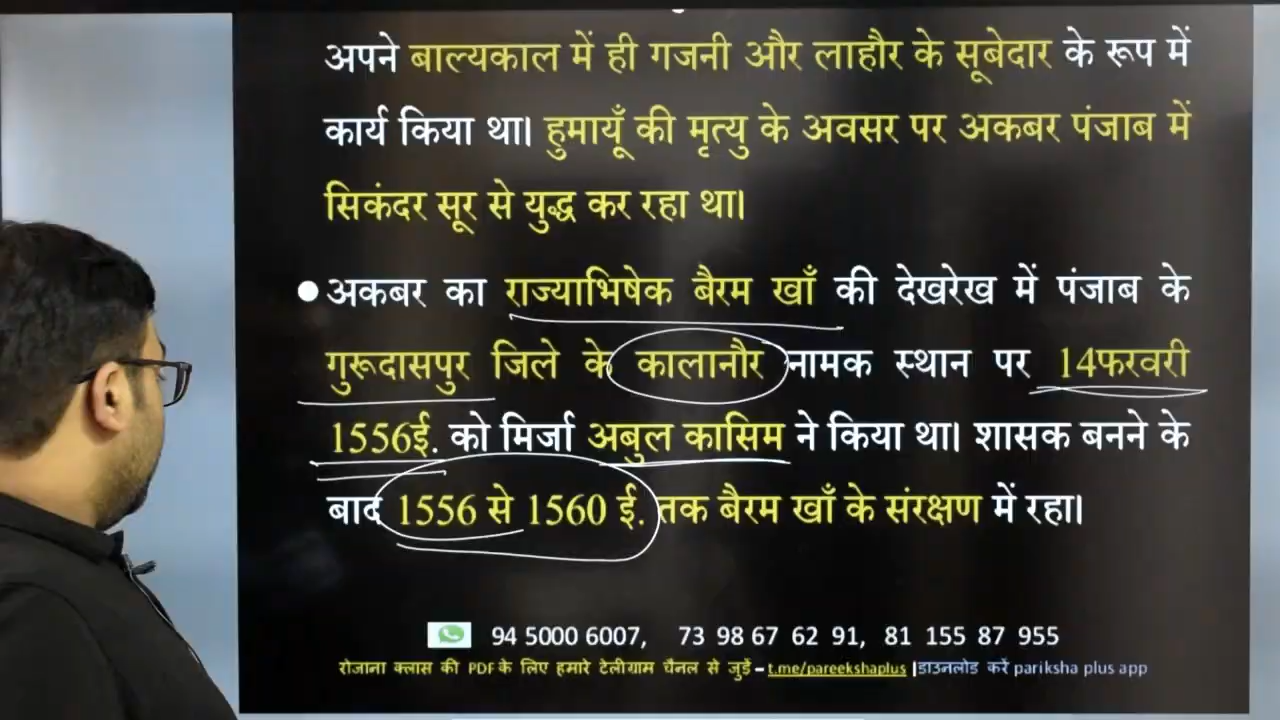 अपने बाल्यकाल में ही गजनी और लाहौर के सूबेदार के रूप में
कार्य किया था। हुमायूँ की मृत्यु के अवसर पर अकबर पंजाब में
सिकंदर सूर से युद्ध कर रहा था।
● अकबर का राज्याभिषेक बैरम खाँ की देखरेख में पंजाब के
गुरूदासपुर जिले के कालानौर नामक स्थान पर 14फरवरी
1556ई. को मिर्जा अबुल कासिम ने किया था। शासक बनने के
बाद 1556 से 1560 ई. तक बैरम खाँ के संरक्षण में रहा।
94 5000 6007, 73 98 67 62 91, 81 155 87 955
रोजाना क्लास की PDF के लिए हमारे टेलीग्राम चैनल से जुड़ें – t.me/pareekshaplus |डाउनलोड करें pariksha plus app